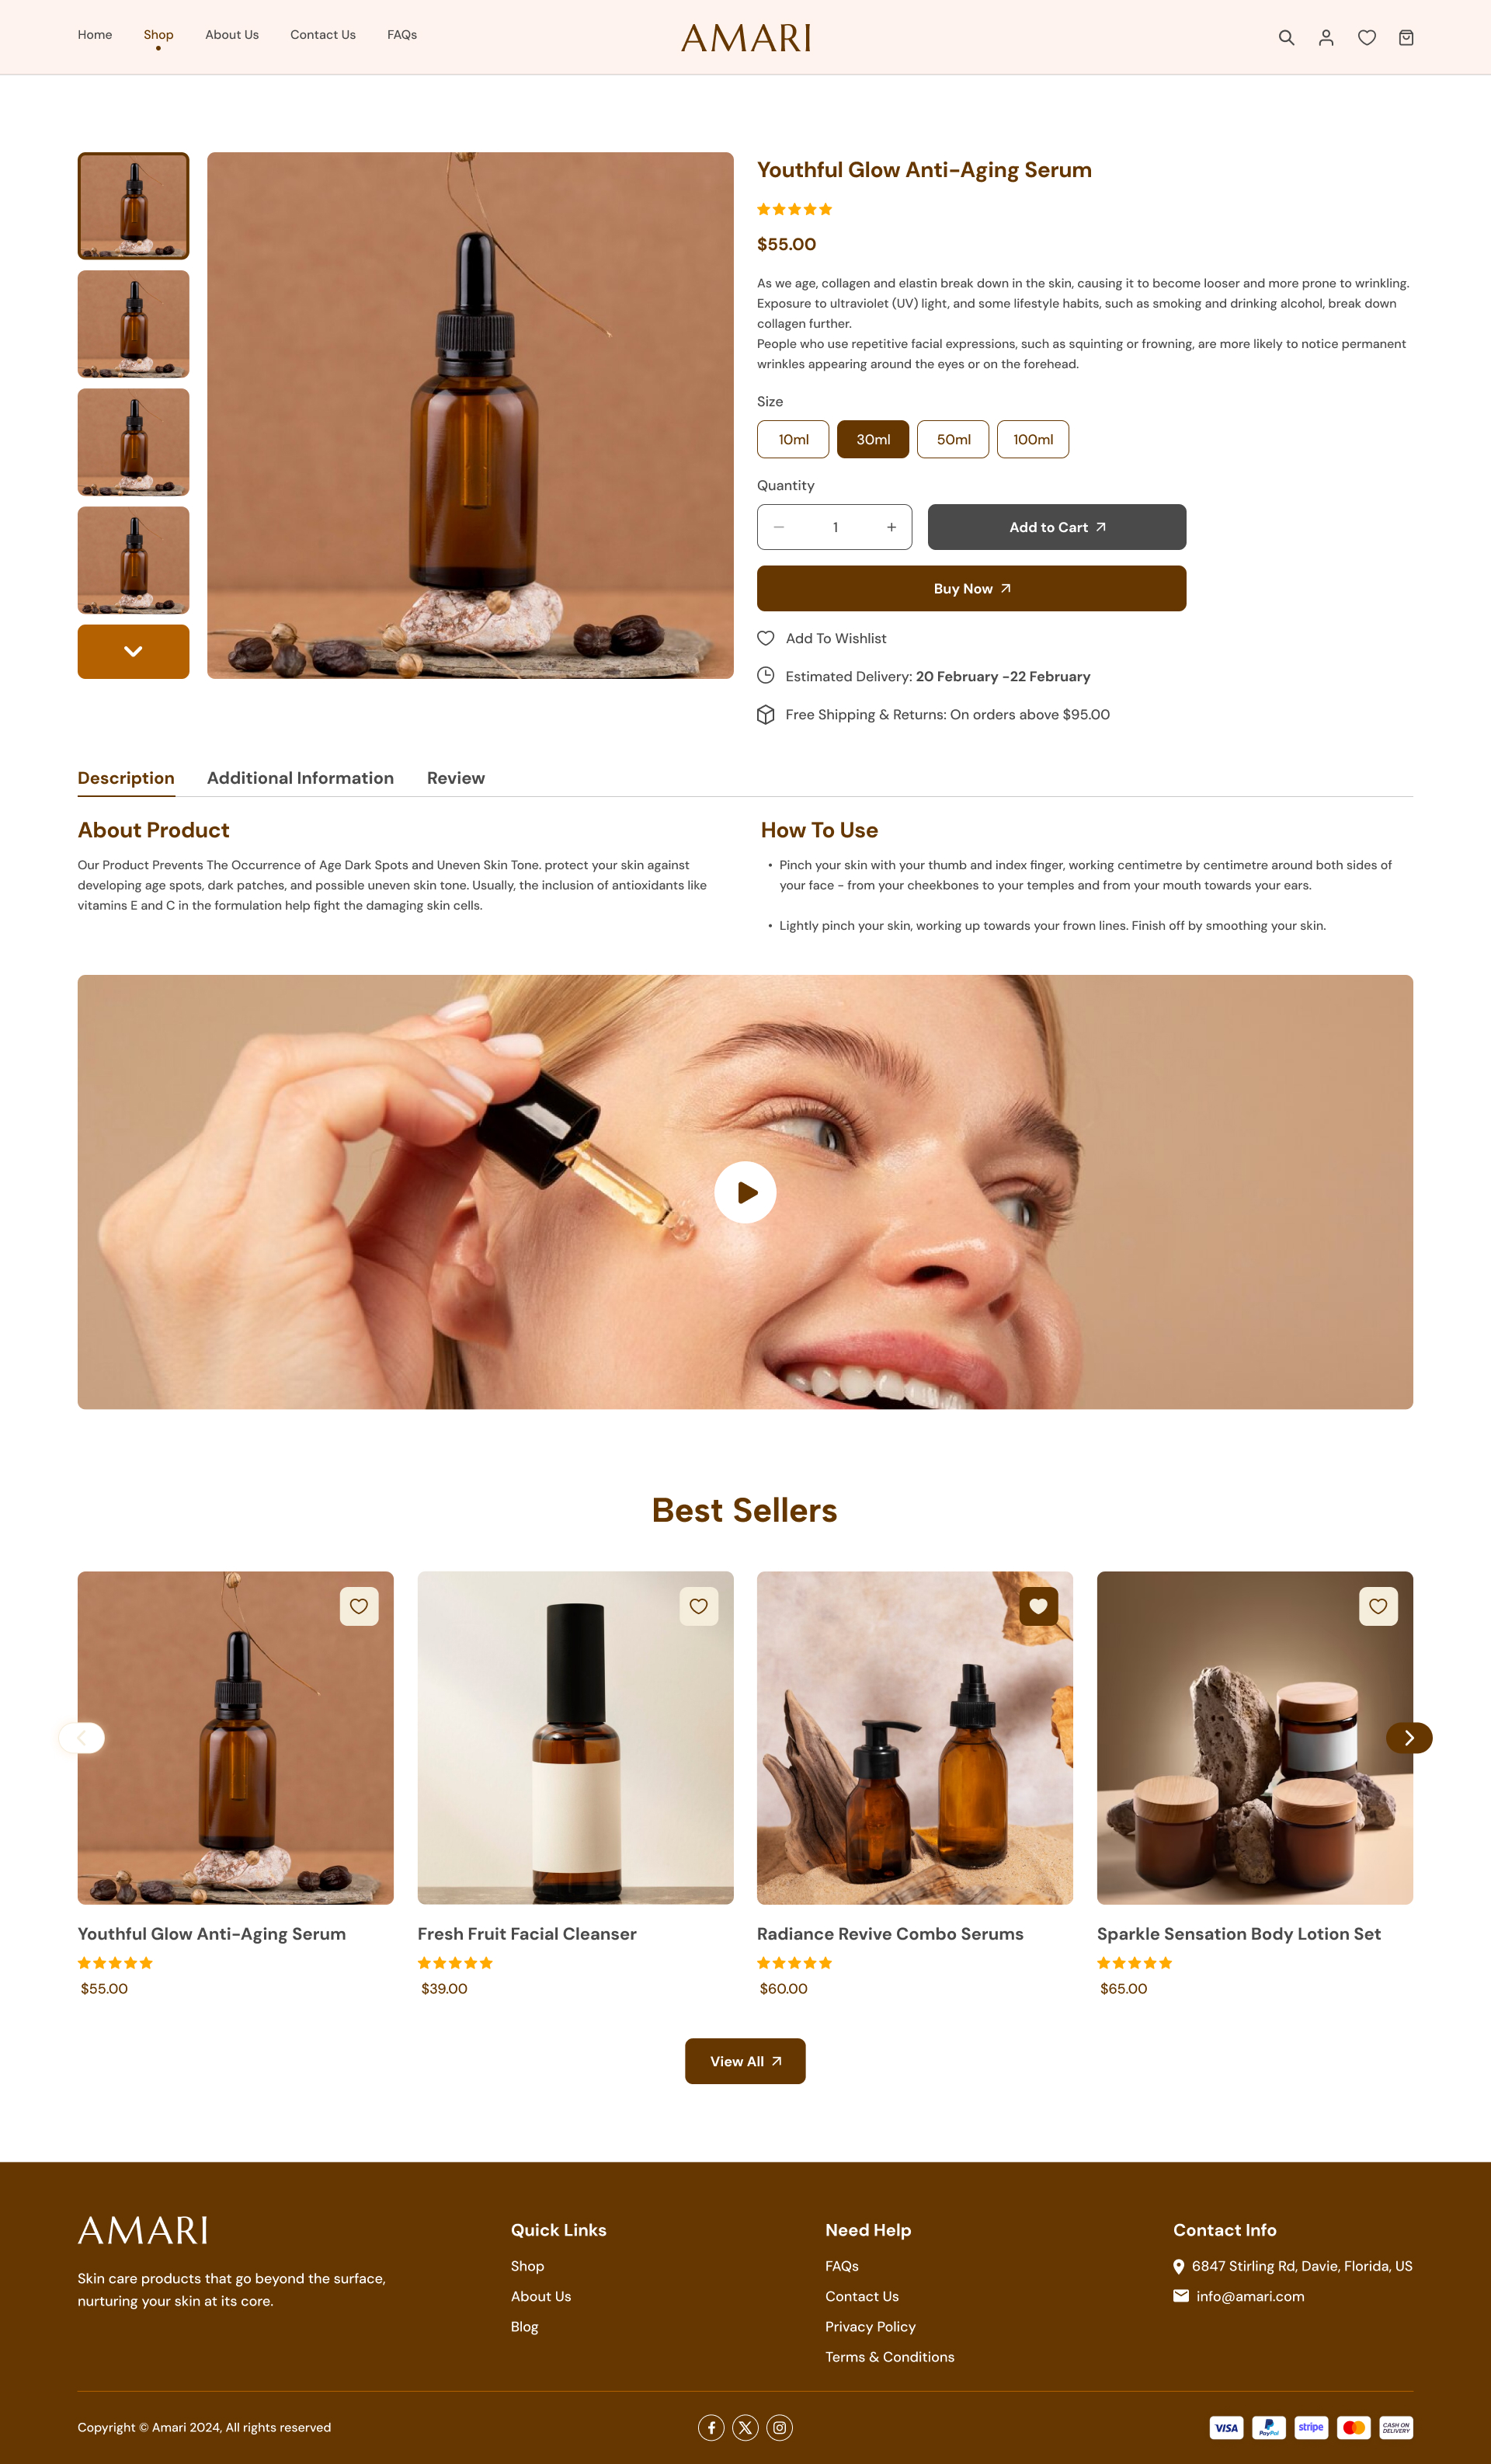 Home Shop About Us Contact Us FAQs
AMARI
Youthful Glow Anti-Aging Serum
$55.00
As we age, collagen and elastin break down in the skin, causing it to become looser and more prone to wrinkling.
Exposure to ultraviolet (UV) light, and some lifestyle habits, such as smoking and drinking alcohol, break down
collagen further.
People who use repetitive facial expressions, such as squinting or frowning, are more likely to notice permanent
wrinkles appearing around the eyes or on the forehead.
Size
10ml 30ml 50ml 100ml
Quantity
1
Add to Cart
Buy Now
Add To Wishlist
Estimated Delivery: 20 February -22 February
Free Shipping & Returns: On orders above $95.00
Description Additional Information Review
About Product
Our Product Prevents The Occurrence of Age Dark Spots and Uneven Skin Tone. protect your skin against
developing age spots, dark patches, and possible uneven skin tone. Usually, the inclusion of antioxidants like
vitamins E and C in the formulation help fight the damaging skin cells.
How To Use
• Pinch your skin with your thumb and index finger, working centimetre by centimetre around both sides of
your face - from your cheekbones to your temples and from your mouth towards your ears.
• Lightly pinch your skin, working up towards your frown lines. Finish off by smoothing your skin.
Best Sellers
Youthful Glow Anti-Aging Serum
$55.00
Fresh Fruit Facial Cleanser
$39.00
Radiance Revive Combo Serums
$60.00
Sparkle Sensation Body Lotion Set
$65.00
View All
AMARI
Skin care products that go beyond the surface,
nurturing your skin at its core.
Quick Links
Shop
About Us
Blog
Need Help
FAQs
Contact Us
Privacy Policy
Terms & Conditions
Contact Info
6847 Stirling Rd, Davie, Florida, US
info@amari.com
Copyright © Amari 2024, All rights reserved
VISA
PayPal
stripe
CASH ON
DELIVERY